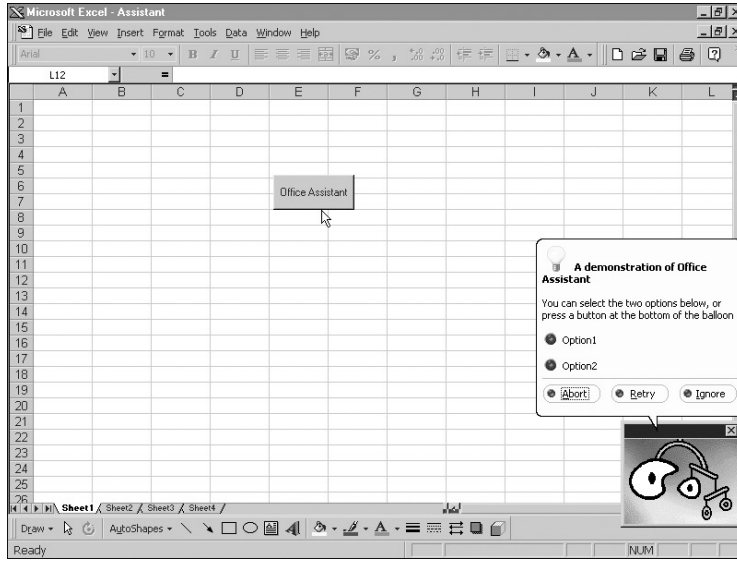 Microsoft Excel - Assistant
File Edit View Insert Format Tools Data Window Help
Arial 10 B I U % ,
L12 =
A B C D E F G H I J K L
1
2
3
4
5
6
Office Assistant
7
8
9
10
11
A demonstration of Office
12
Assistant
13
You can select the two options below, or
14
press a button at the bottom of the balloon
15
16
Option1
17
18
Option2
19
Abort Retry Ignore
20
21
22
23
24
25
26
Sheet1 Sheet2 Sheet3 Sheet4
Draw AutoShapes
Ready NUM